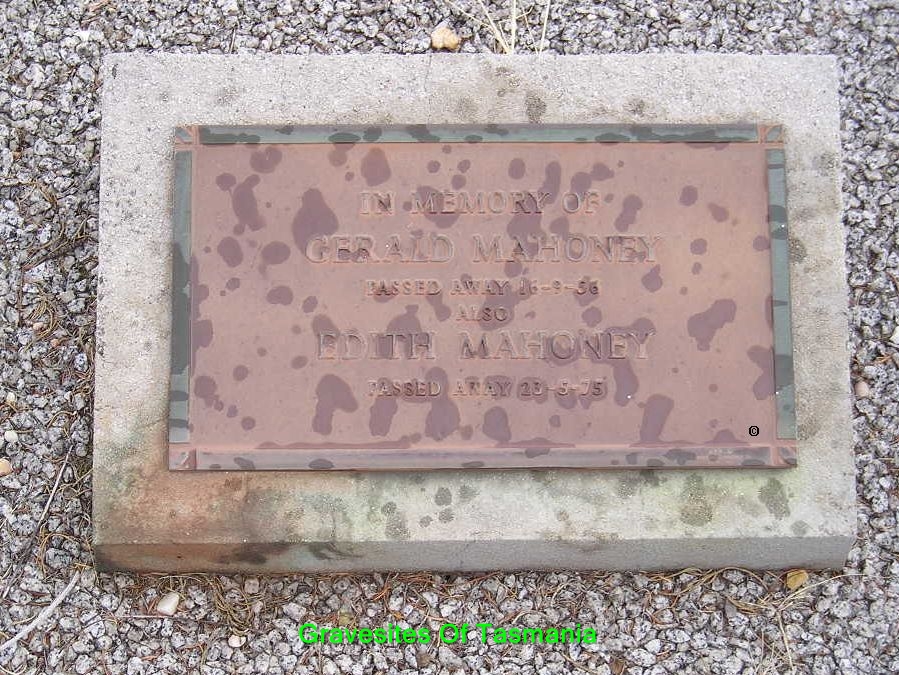 IN MEMORY OF
GERALD MAHONEY
PASSED AWAY 16-9-56
ALSO
EDITH MAHONEY
PASSED AWAY 23-5-75
©
Gravesites Of Tasmania